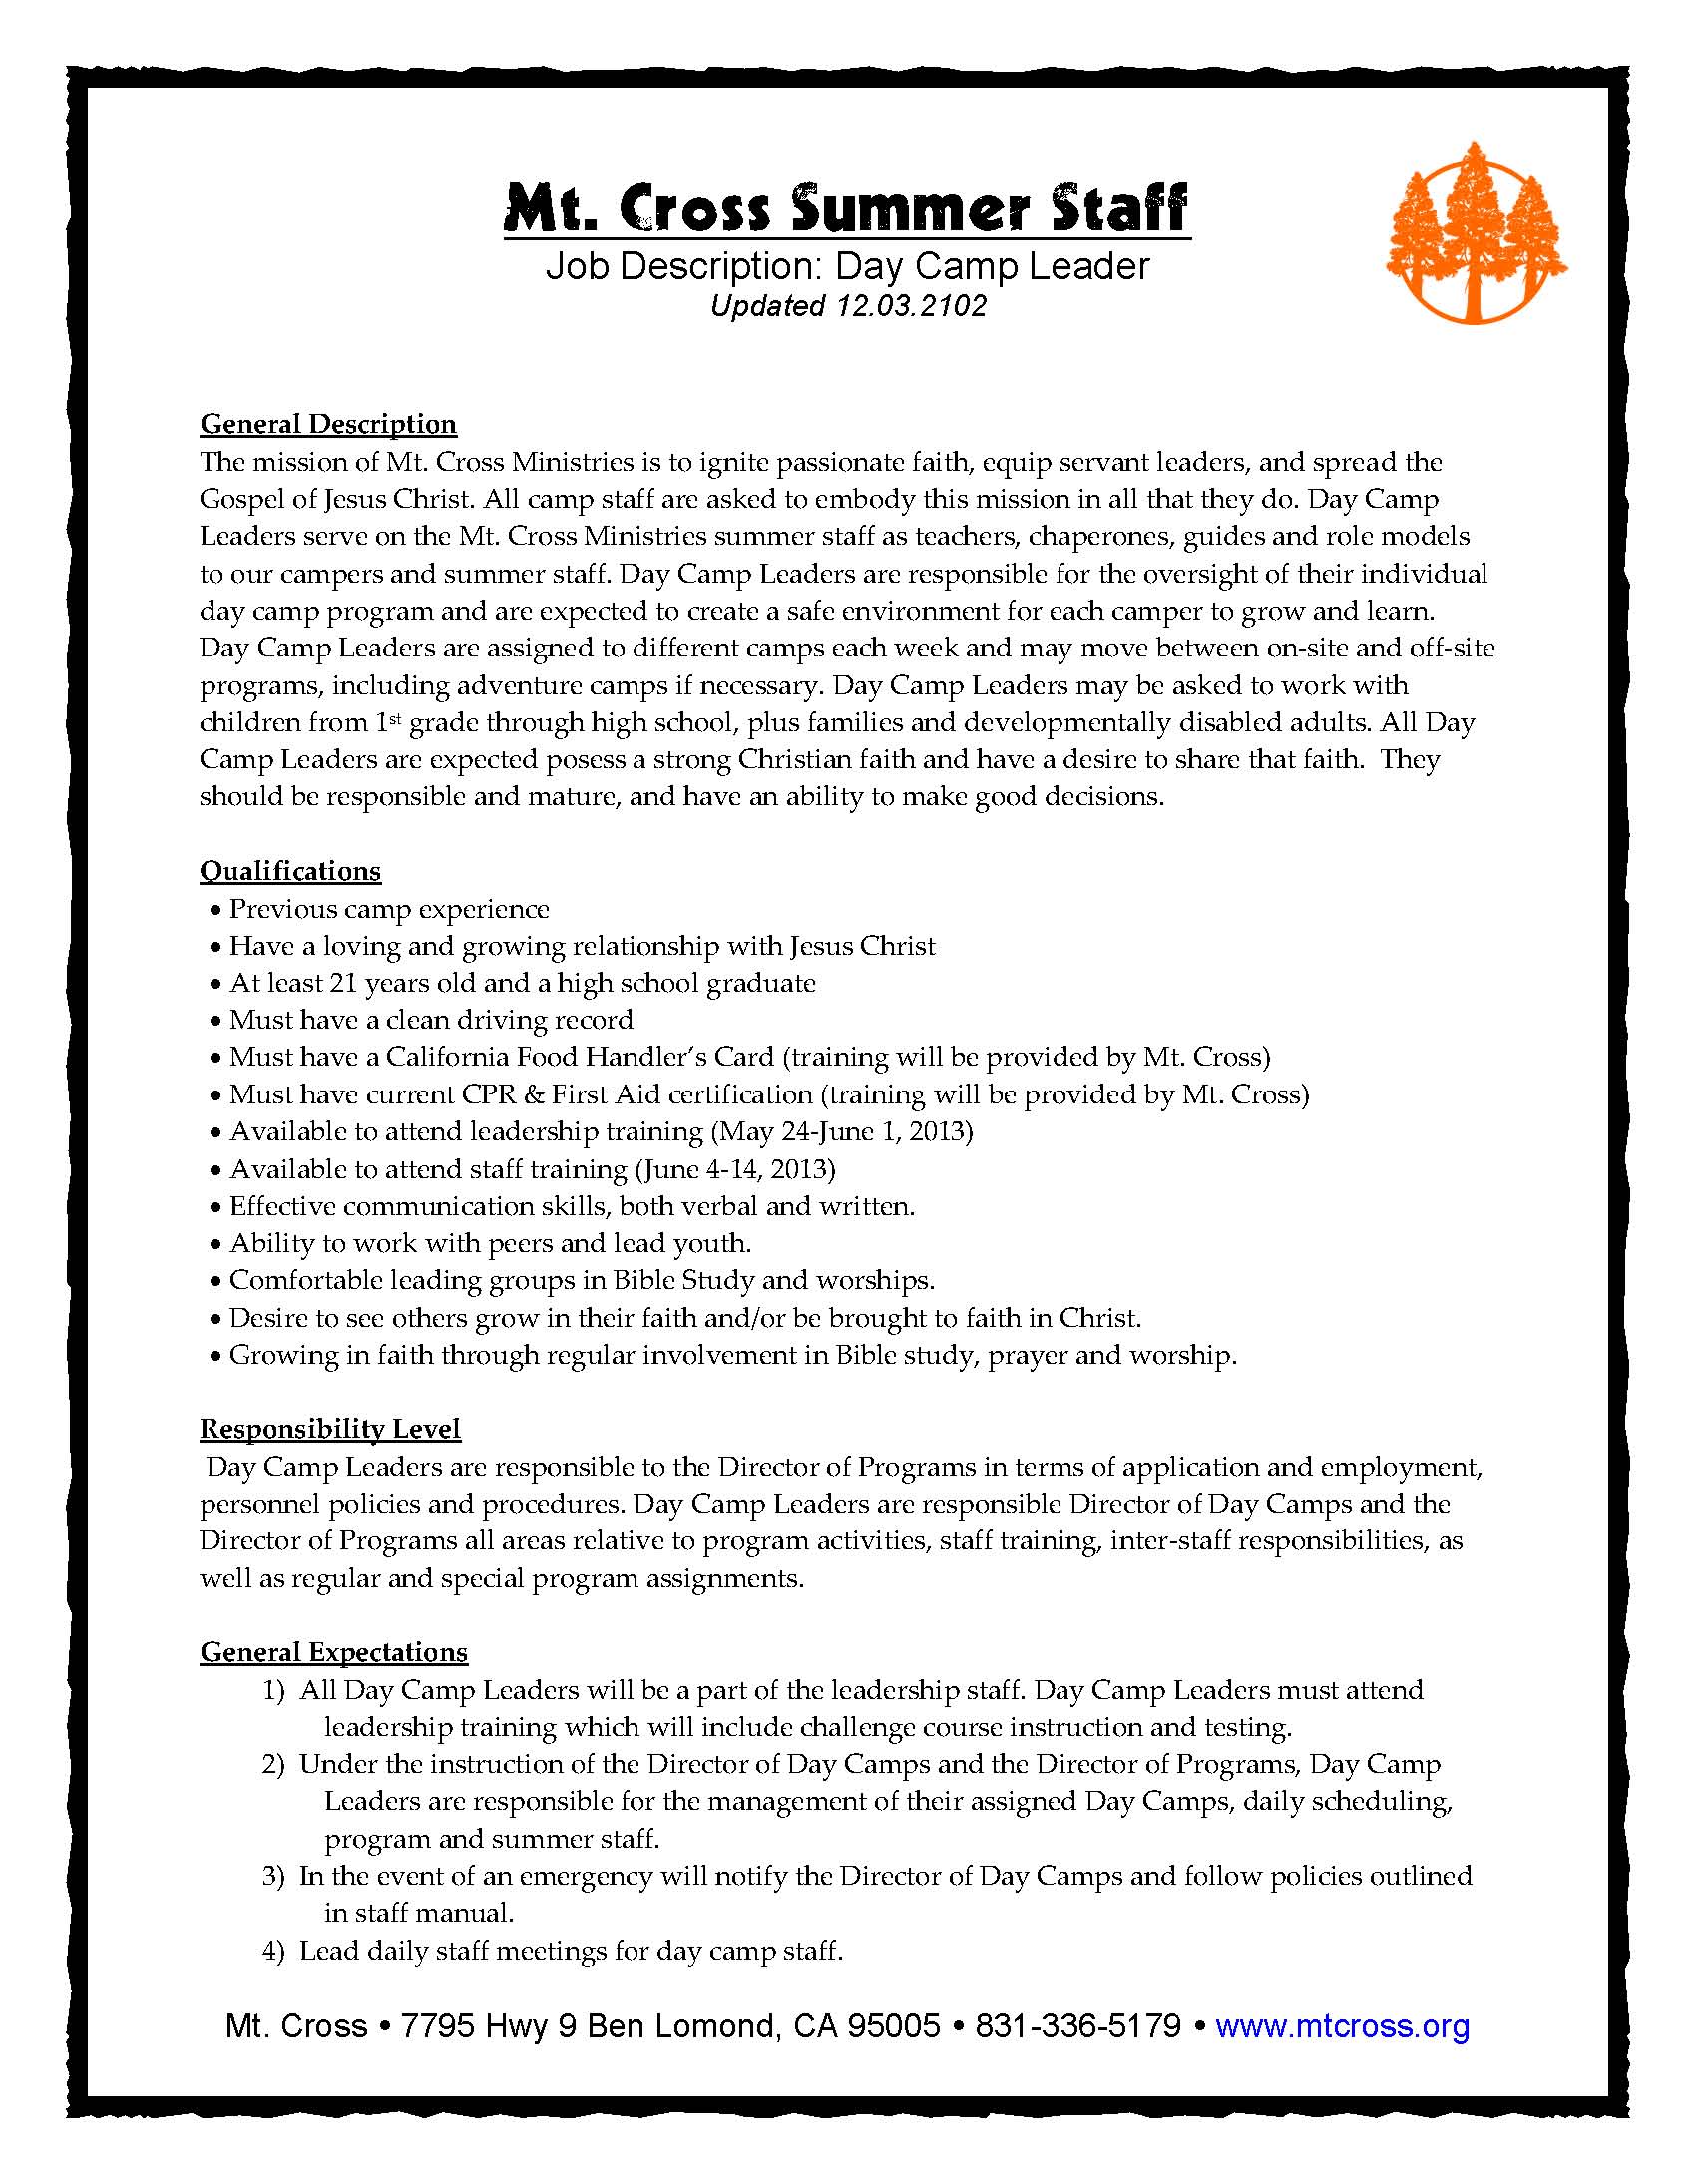 Mt. Cross Summer Staff
Job Description: Day Camp Leader
Updated 12.03.2102
General Description
The mission of Mt. Cross Ministries is to ignite passionate faith, equip servant leaders, and spread the
Gospel of Jesus Christ. All camp staff are asked to embody this mission in all that they do. Day Camp
Leaders serve on the Mt. Cross Ministries summer staff as teachers, chaperones, guides and role models
to our campers and summer staff. Day Camp Leaders are responsible for the oversight of their individual
day camp program and are expected to create a safe environment for each camper to grow and learn.
Day Camp Leaders are assigned to different camps each week and may move between on-site and off-site
programs, including adventure camps if necessary. Day Camp Leaders may be asked to work with
children from 1st grade through high school, plus families and developmentally disabled adults. All Day
Camp Leaders are expected posess a strong Christian faith and have a desire to share that faith.  They
should be responsible and mature, and have an ability to make good decisions.
Qualifications
• Previous camp experience
• Have a loving and growing relationship with Jesus Christ
• At least 21 years old and a high school graduate
• Must have a clean driving record
• Must have a California Food Handler’s Card (training will be provided by Mt. Cross)
• Must have current CPR & First Aid certification (training will be provided by Mt. Cross)
• Available to attend leadership training (May 24-June 1, 2013)
• Available to attend staff training (June 4-14, 2013)
• Effective communication skills, both verbal and written.
• Ability to work with peers and lead youth.
• Comfortable leading groups in Bible Study and worships.
• Desire to see others grow in their faith and/or be brought to faith in Christ.
• Growing in faith through regular involvement in Bible study, prayer and worship.
Responsibility Level
Day Camp Leaders are responsible to the Director of Programs in terms of application and employment,
personnel policies and procedures. Day Camp Leaders are responsible Director of Day Camps and the
Director of Programs all areas relative to program activities, staff training, inter-staff responsibilities, as
well as regular and special program assignments.
General Expectations
1) All Day Camp Leaders will be a part of the leadership staff. Day Camp Leaders must attend
leadership training which will include challenge course instruction and testing.
2) Under the instruction of the Director of Day Camps and the Director of Programs, Day Camp
Leaders are responsible for the management of their assigned Day Camps, daily scheduling,
program and summer staff.
3) In the event of an emergency will notify the Director of Day Camps and follow policies outlined
in staff manual.
4) Lead daily staff meetings for day camp staff.
Mt. Cross • 7795 Hwy 9 Ben Lomond, CA 95005 • 831-336-5179 • www.mtcross.org